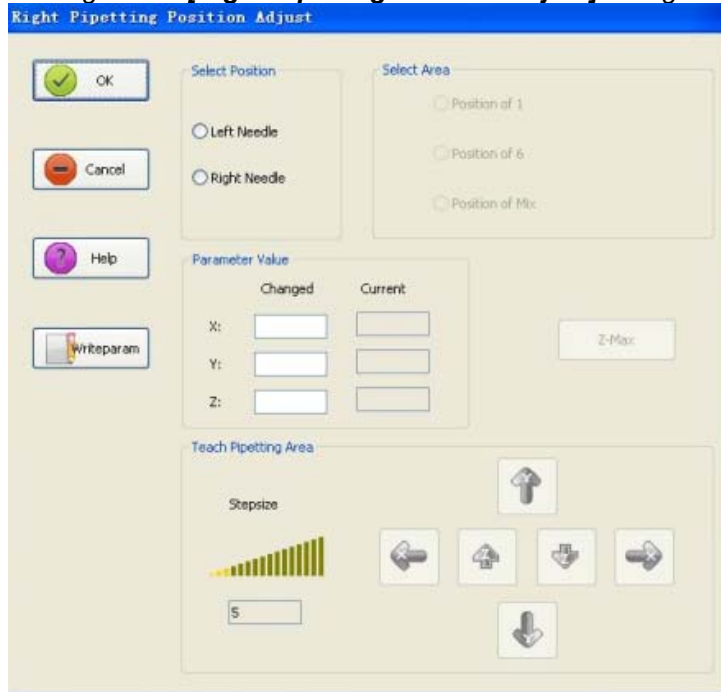 Right Pipetting Position Adjust
OK
Cancel
Help
Writeparam
Select Position
Left Needle
Right Needle
Select Area
Position of 1
Position of 6
Position of Mix
Parameter Value
Changed Current
X:
Y:
Z:
Z-Max
Teach Pipetting Area
Stepsize
5